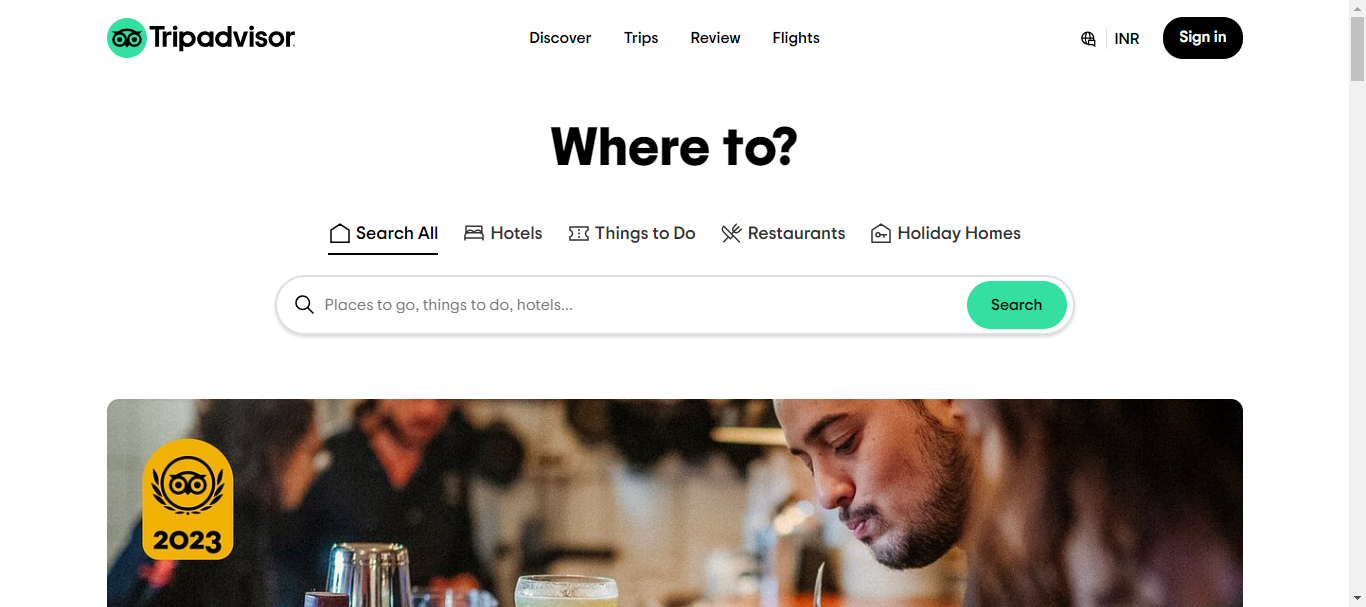 Tripadvisor
Discover Trips Review Flights
INR
Sign in
Where to?
Search All Hotels Things to Do Restaurants Holiday Homes
Places to go, things to do, hotels...
Search
2023